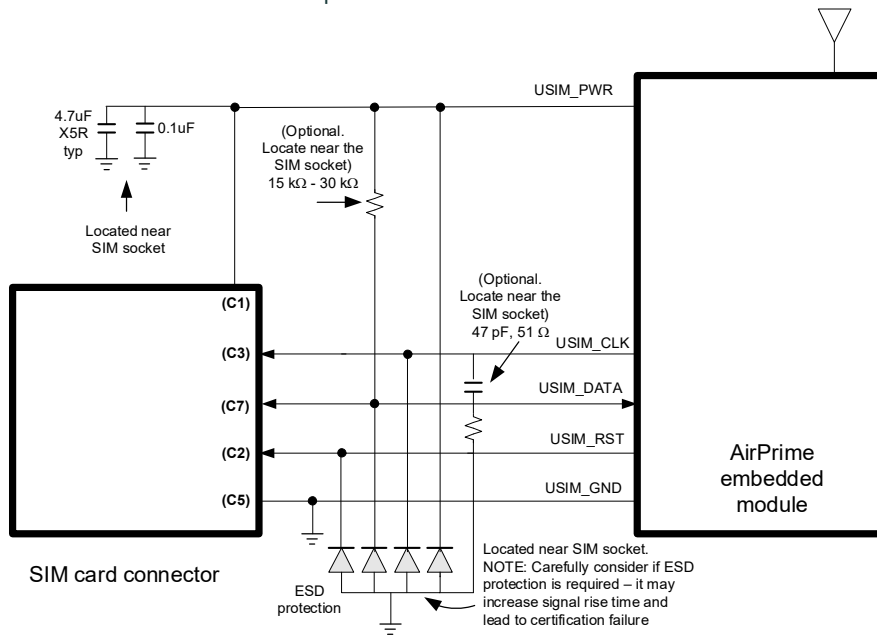 USIM_PWR
4.7uF
X5R
typ
0.1uF
(Optional.
Locate near the
SIM socket)
15 kΩ - 30 kΩ
Located near
SIM socket
(C1)
(Optional.
Locate near the
SIM socket)
47 pF, 51 Ω
(C3)
USIM_CLK
(C7)
USIM_DATA
(C2)
USIM_RST
(C5)
USIM_GND
AirPrime
embedded
module
SIM card connector
ESD
protection
Located near SIM socket.
NOTE: Carefully consider if ESD
protection is required – it may
increase signal rise time and
lead to certification failure